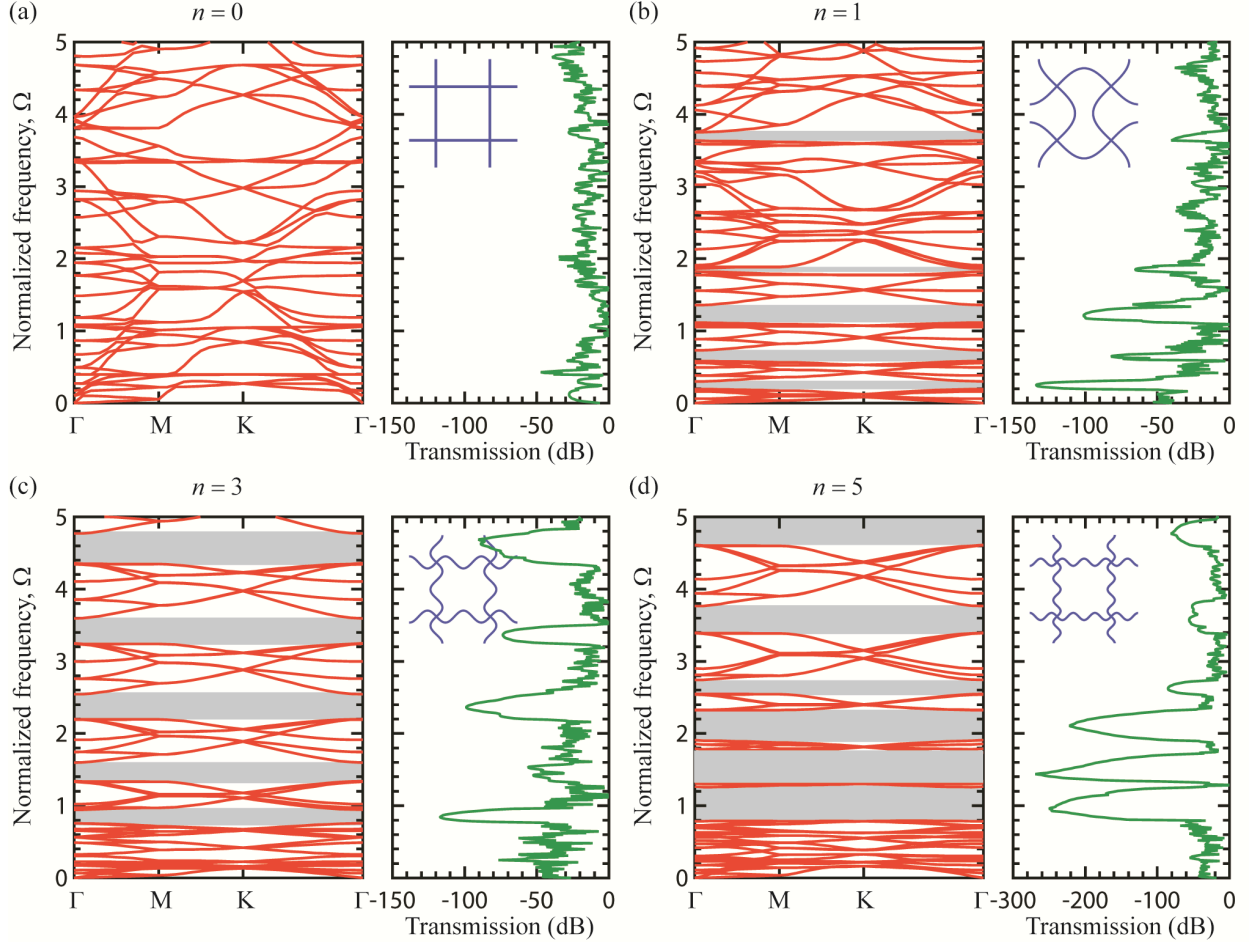 (a) n = 0
Normalized frequency, Ω
5
4
3
2
1
0
Γ M K Γ
-150 -100 -50 0
Transmission (dB)
(b) n = 1
Normalized frequency, Ω
5
4
3
2
1
0
Γ M K Γ
-150 -100 -50 0
Transmission (dB)
(c) n = 3
Normalized frequency, Ω
5
4
3
2
1
0
Γ M K Γ
-150 -100 -50 0
Transmission (dB)
(d) n = 5
Normalized frequency, Ω
5
4
3
2
1
0
Γ M K Γ
-300 -200 -100 0
Transmission (dB)